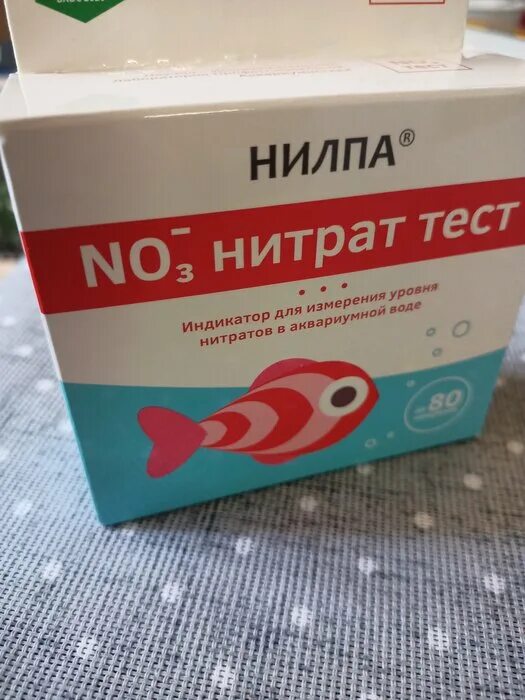 НИЛПА®
NO₃⁻ нитрат тест
Индикатор для измерения уровня
нитратов в аквариумной воде
80